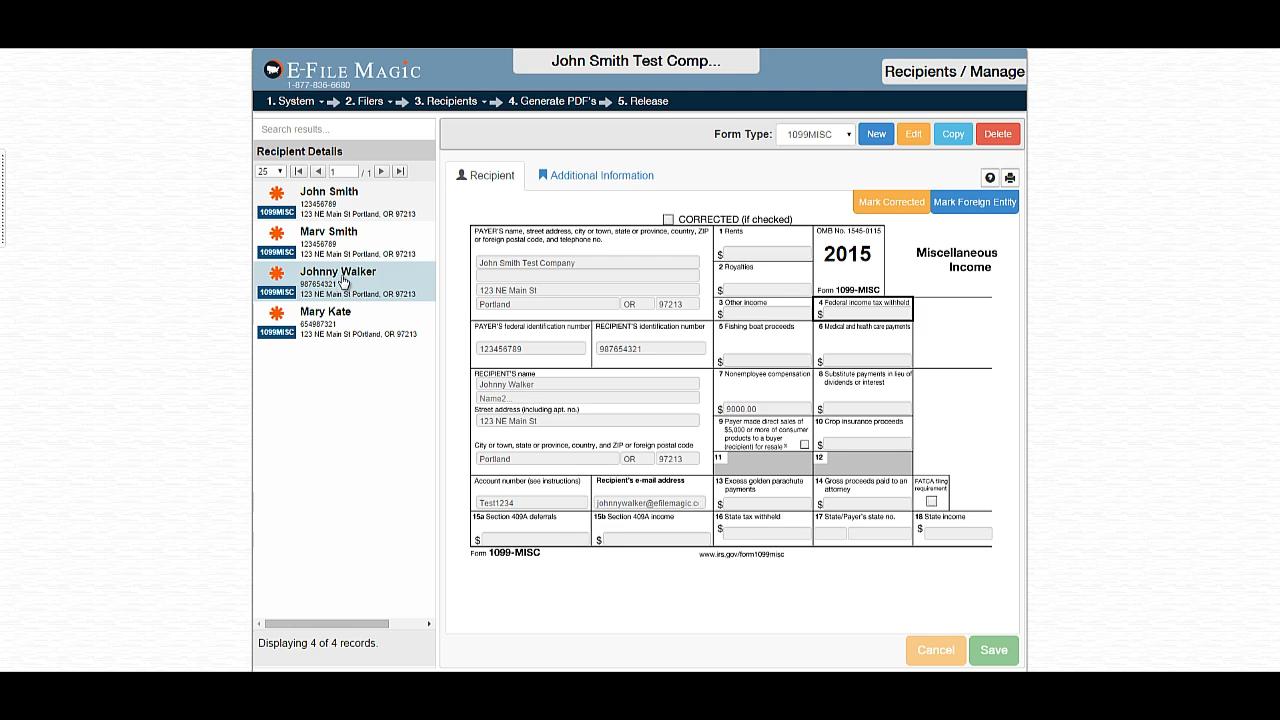 E-FILE MAGIC
1-877-836-6680
John Smith Test Comp...
Recipients / Manage
1. System 2. Filers 3. Recipients 4. Generate PDF's 5. Release
Search results...
Recipient Details
25 1 / 1
John Smith
123456789
1099MISC 123 NE Main St Portland, OR 97213
Mary Smith
123456789
1099MISC 123 NE Main St Portland, OR 97213
Johnny Walker
987654321
1099MISC 123 NE Main St Portland, OR 97213
Mary Kate
654987321
1099MISC 123 NE Main St POrtland, OR 97213
Displaying 4 of 4 records.
Form Type: 1099MISC New Edit Copy Delete
Recipient Additional Information
Mark Corrected Mark Foreign Entity
CORRECTED (if checked)
PAYER'S name, street address, city or town, state or province, country, ZIP
or foreign postal code, and telephone no.
John Smith Test Company
123 NE Main St
Portland OR 97213
1 Rents
$
2 Royalties
$
OMB No. 1545-0115
2015
Form 1099-MISC
Miscellaneous
Income
3 Other income
$
4 Federal income tax withheld
$
PAYER'S federal identification number
123456789
RECIPIENT'S identification number
987654321
5 Fishing boat proceeds
$
6 Medical and health care payments
$
RECIPIENT'S name
Johnny Walker
Name2...
Street address (including apt. no.)
123 NE Main St
City or town, state or province, country, and ZIP or foreign postal code
Portland OR 97213
7 Nonemployee compensation
$ 9000.00
8 Substitute payments in lieu of
dividends or interest
$
9 Payer made direct sales of
$5,000 or more of consumer
products to a buyer
(recipient) for resale
10 Crop insurance proceeds
$
11
12
Account number (see instructions)
Test1234
Recipient's e-mail address
johnnywalker@efilemagic.c
13 Excess golden parachute
payments
$
14 Gross proceeds paid to an
attorney
$
FATCA filing
requirement
15a Section 409A deferrals
$
15b Section 409A income
$
16 State tax withheld
$
17 State/Payer's state no.
18 State income
$
Form 1099-MISC
www.irs.gov/form1099misc
Cancel Save